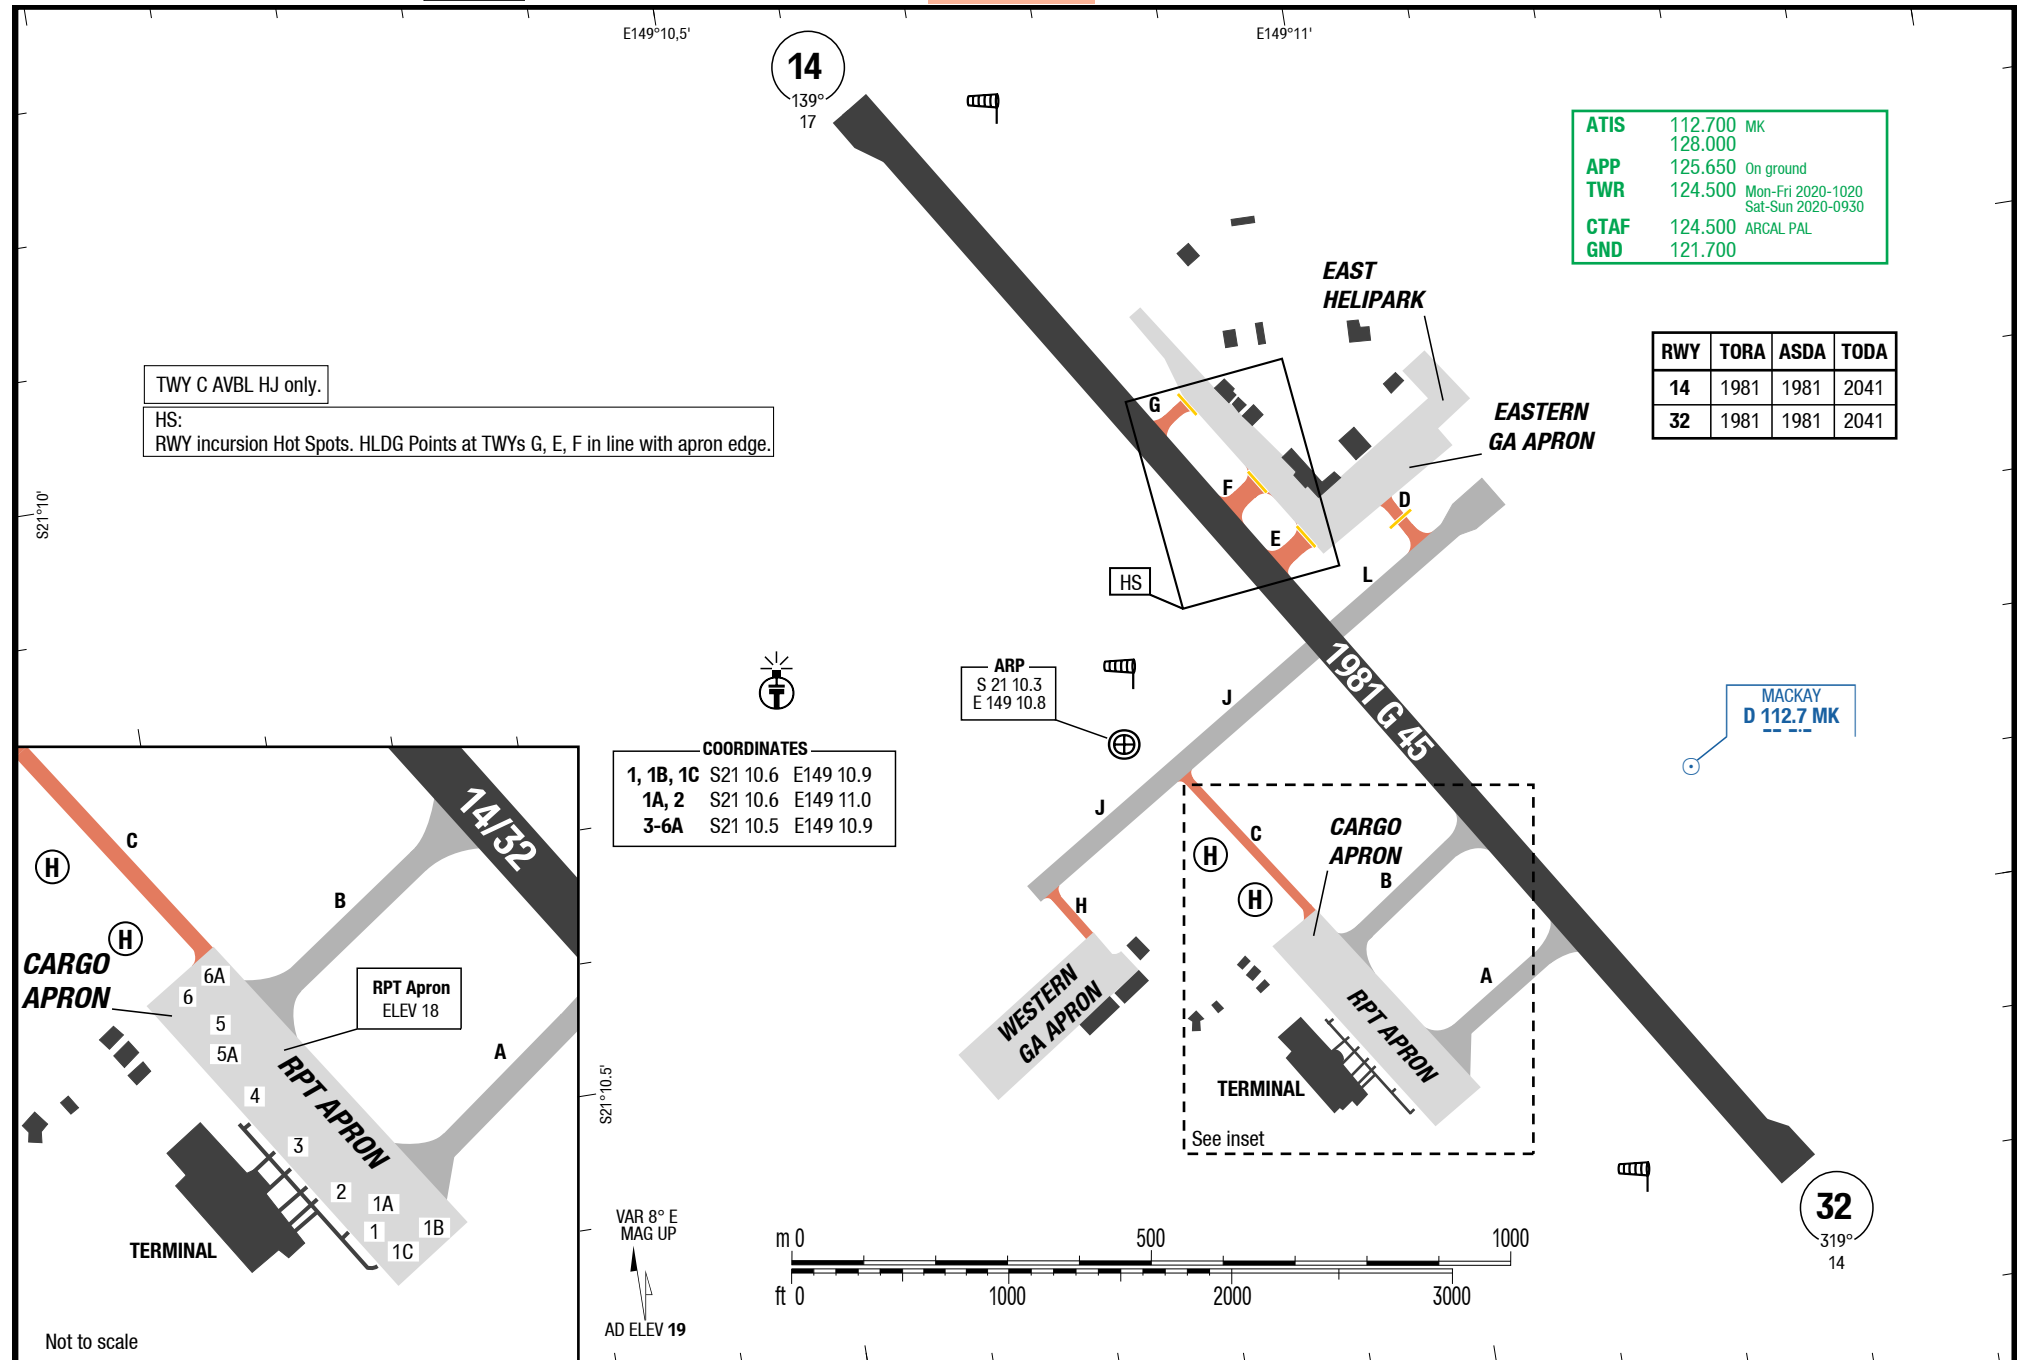 E149°10,5'
E149°11'
14
139°
17
ATIS 112.700 MK
128.000
APP 125.650 On ground
TWR 124.500 Mon-Fri 2020-1020
Sat-Sun 2020-0930
CTAF 124.500 ARCAL PAL
GND 121.700
EAST
HELIPARK
RWY TORA ASDA TODA
14 1981 1981 2041
32 1981 1981 2041
TWY C AVBL HJ only.
HS:
RWY incursion Hot Spots. HLDG Points at TWYs G, E, F in line with apron edge.
EASTERN
GA APRON
G
F
E
D
L
HS
S21°10'
ARP
S 21 10.3
E 149 10.8
1981 G 45
J
J
MACKAY
D 112.7 MK
COORDINATES
1, 1B, 1C S21 10.6 E149 10.9
1A, 2 S21 10.6 E149 11.0
3-6A S21 10.5 E149 10.9
C
H
H
CARGO
APRON
B
A
H
WESTERN
GA APRON
RPT APRON
TERMINAL
See inset
S21°10.5'
14/32
C
H
H
B
CARGO
APRON
6A
6
5
5A
4
3
2
1A
1
1B
1C
RPT Apron
ELEV 18
RPT APRON
A
TERMINAL
Not to scale
VAR 8° E
MAG UP
AD ELEV 19
m 0 500 1000
ft 0 1000 2000 3000
32
319°
14